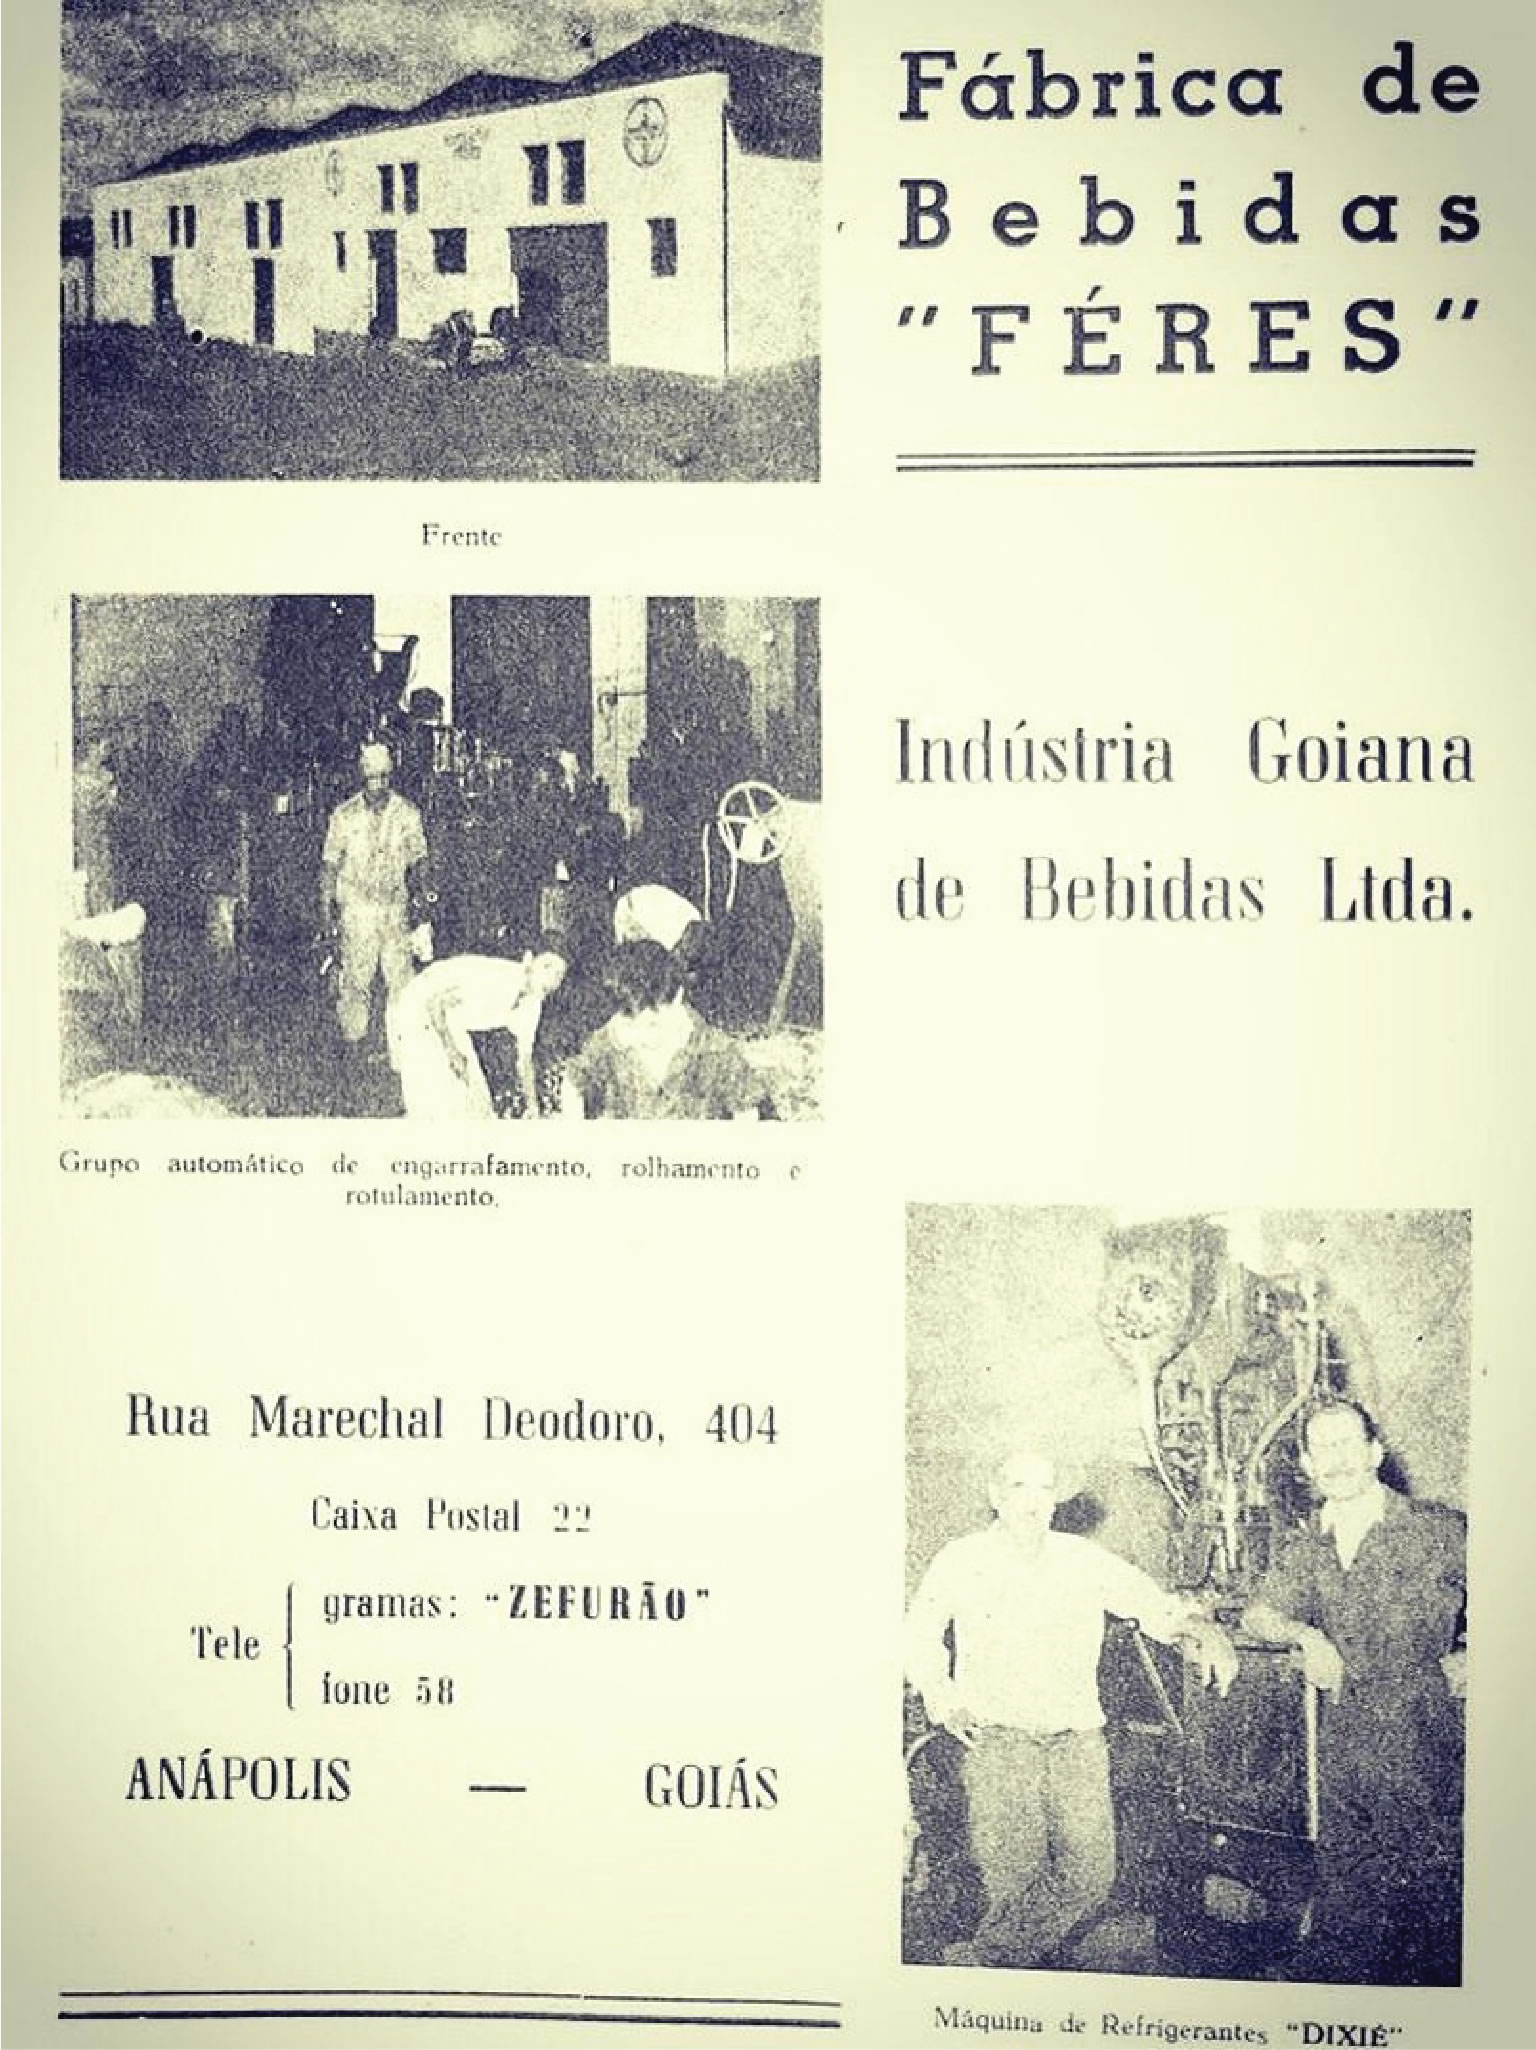 Fábrica de
Bebidas
"FÉRES"
Frente
Indústria Goiana
de Bebidas Ltda.
Grupo automático de engarrafamento, rolhamento e
rotulamento.
Rua Marechal Deodoro, 404
Caixa Postal 22
Tele { gramas: "ZEFURÃO"
fone 58
ANÁPOLIS — GOIÁS
Máquina de Refrigerantes "DIXIÉ"